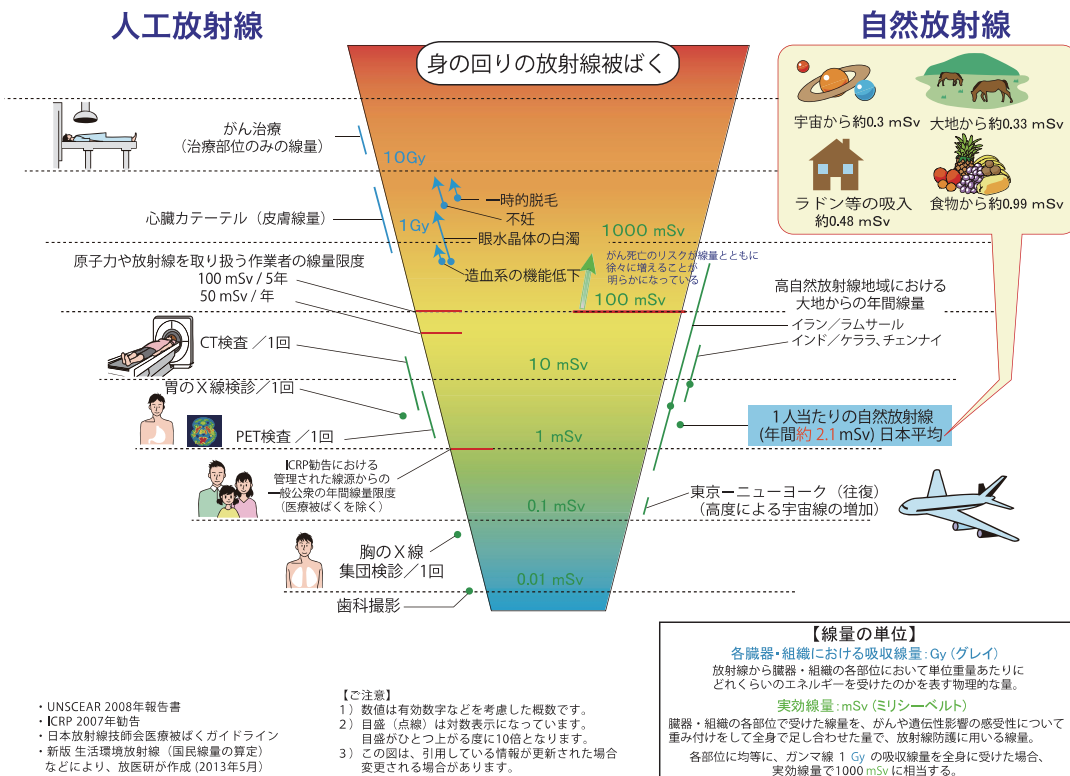 人工放射線
自然放射線
身の回りの放射線被ばく
宇宙から約0.3 mSv
大地から約0.33 mSv
ラドン等の吸入
約0.48 mSv
食物から約0.99 mSv
がん治療
(治療部位のみの線量)
10Gy
心臓カテーテル（皮膚線量）
1Gy
一時的脱毛
不妊
眼水晶体の白濁
造血系の機能低下
1000 mSv
がん死亡のリスクが線量とともに
徐々に増えることが
明らかになっている
100 mSv
原子力や放射線を取り扱う作業者の線量限度
100 mSv / 5年
50 mSv / 年
高自然放射線地域における
大地からの年間線量
イラン／ラムサール
インド／ケララ、チェンナイ
CT検査 ／1回
10 mSv
胃のX線検診／1回
PET検査 ／1回
1 mSv
1人当たりの自然放射線
(年間約 2.1mSv) 日本平均
ICRP勧告における
管理された線源からの
一般公衆の年間線量限度
(医療被ばくを除く)
0.1 mSv
東京ーニューヨーク（往復）
(高度による宇宙線の増加)
胸のX線
集団検診／1回
0.01 mSv
歯科撮影
・UNSCEAR 2008年報告書
・ICRP 2007年勧告
・日本放射線技師会医療被ばくガイドライン
・新版 生活環境放射線（国民線量の算定）
などにより、放医研が作成 (2013年5月)
【ご注意】
1）数値は有効数字などを考慮した概数です。
2）目盛（点線）は対数表示になっています。
目盛がひとつ上がる度に10倍となります。
3）この図は、引用している情報が更新された場合
変更される場合があります。
【線量の単位】
各臓器・組織における吸収線量：Gy (グレイ)
放射線から臓器・組織の各部位において単位重量あたりに
どれくらいのエネルギーを受けたのかを表す物理的な量。
実効線量：mSv (ミリシーベルト)
臓器・組織の各部位で受けた線量を、がんや遺伝性影響の感受性について
重み付けをして全身で足し合わせた量で、放射線防護に用いる線量。
各部位に均等に、ガンマ線 1 Gy の吸収線量を全身に受けた場合、
実効線量で1000 mSv に相当する。